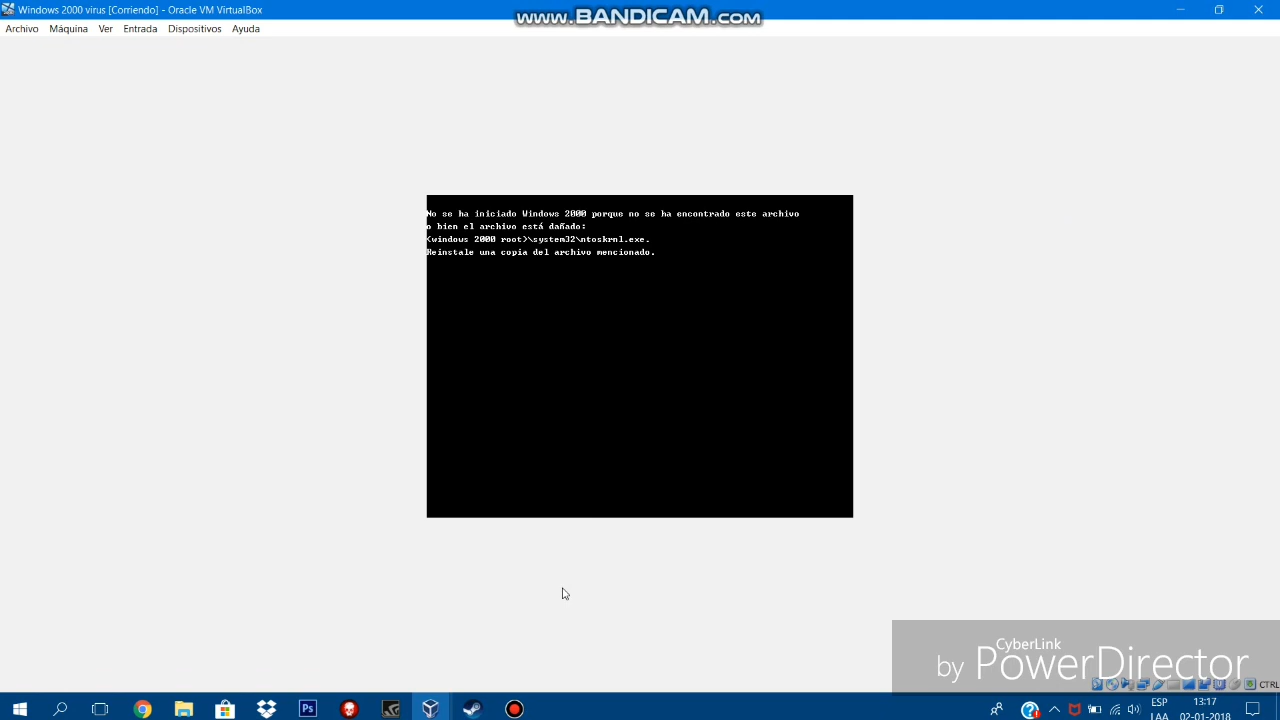 Windows 2000 virus [Corriendo] - Oracle VM VirtualBox
www.BANDICAM.com
Archivo Máquina Ver Entrada Dispositivos Ayuda
No se ha iniciado Windows 2000 porque no se ha encontrado este archivo
o bien el archivo está dañado:
<windows 2000 root>\system32\ntoskrnl.exe.
Reinstale una copia del archivo mencionado.
CyberLink
by PowerDirector
CTRL
Ps
ESP
13:17
LAA
02-01-2018